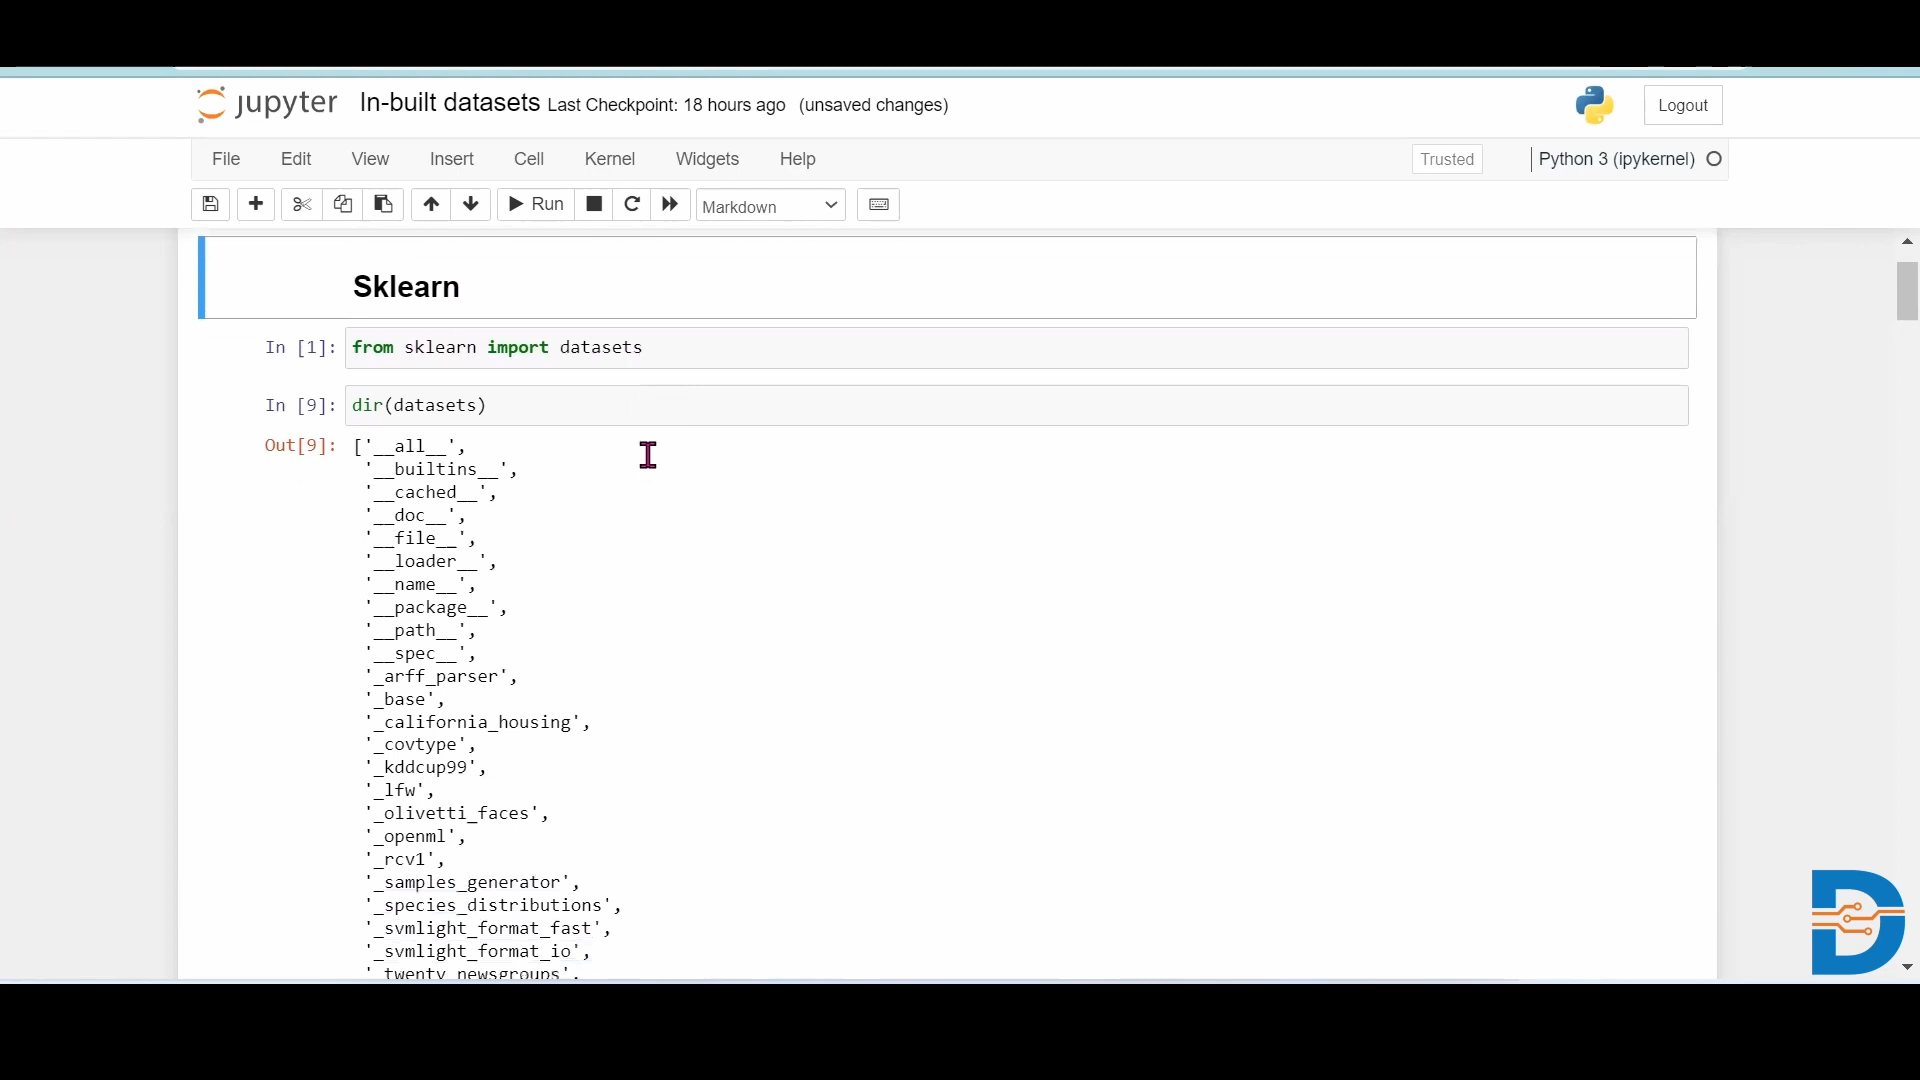 jupyter In-built datasets Last Checkpoint: 18 hours ago (unsaved changes)
Logout
File Edit View Insert Cell Kernel Widgets Help
Trusted
Python 3 (ipykernel)
Run
Markdown
Sklearn
In [1]: from sklearn import datasets
In [9]: dir(datasets)
Out[9]: ['__all__',
'__builtins__',
'__cached__',
'__doc__',
'__file__',
'__loader__',
'__name__',
'__package__',
'__path__',
'__spec__',
'_arff_parser',
'_base',
'_california_housing',
'_covtype',
'_kddcup99',
'_lfw',
'_olivetti_faces',
'_openml',
'_rcv1',
'_samples_generator',
'_species_distributions',
'_svmlight_format_fast',
'_svmlight_format_io',
'_twenty_newsgroups',